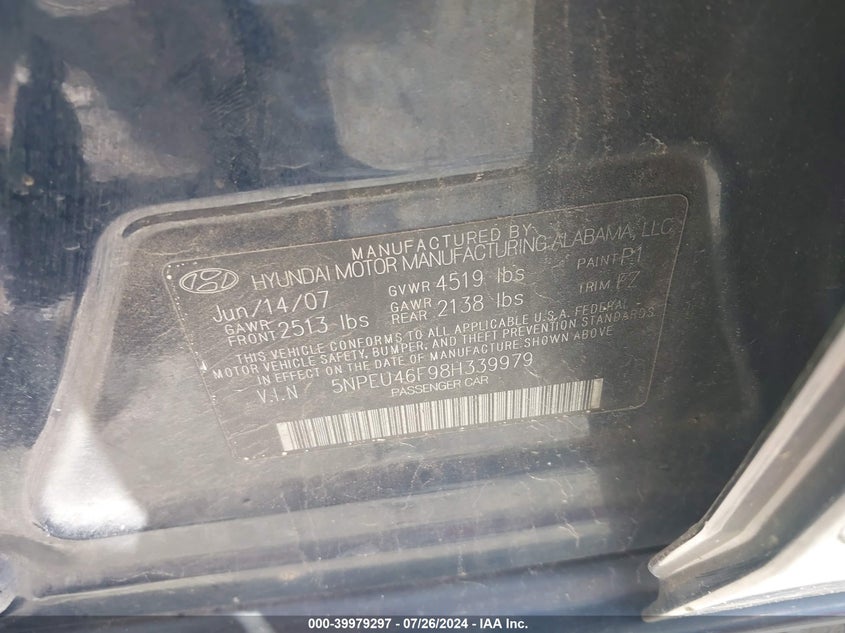 MANUFACTURED BY
HYUNDAI MOTOR MANUFACTURING ALABAMA, LLC
Jun/14/07 GVWR 4519 lbs PAINT P1
GAWR FRONT 2513 lbs GAWR REAR 2138 lbs TRIM FZ
THIS VEHICLE CONFORMS TO ALL APPLICABLE U.S.A. FEDERAL
MOTOR VEHICLE SAFETY, BUMPER, AND THEFT PREVENTION STANDARDS
IN EFFECT ON THE DATE OF MANUFACTURE SHOWN ABOVE
V.I.N 5NPEU46F98H339979
PASSENGER CAR
000-39979297 - 07/26/2024 - IAA Inc.